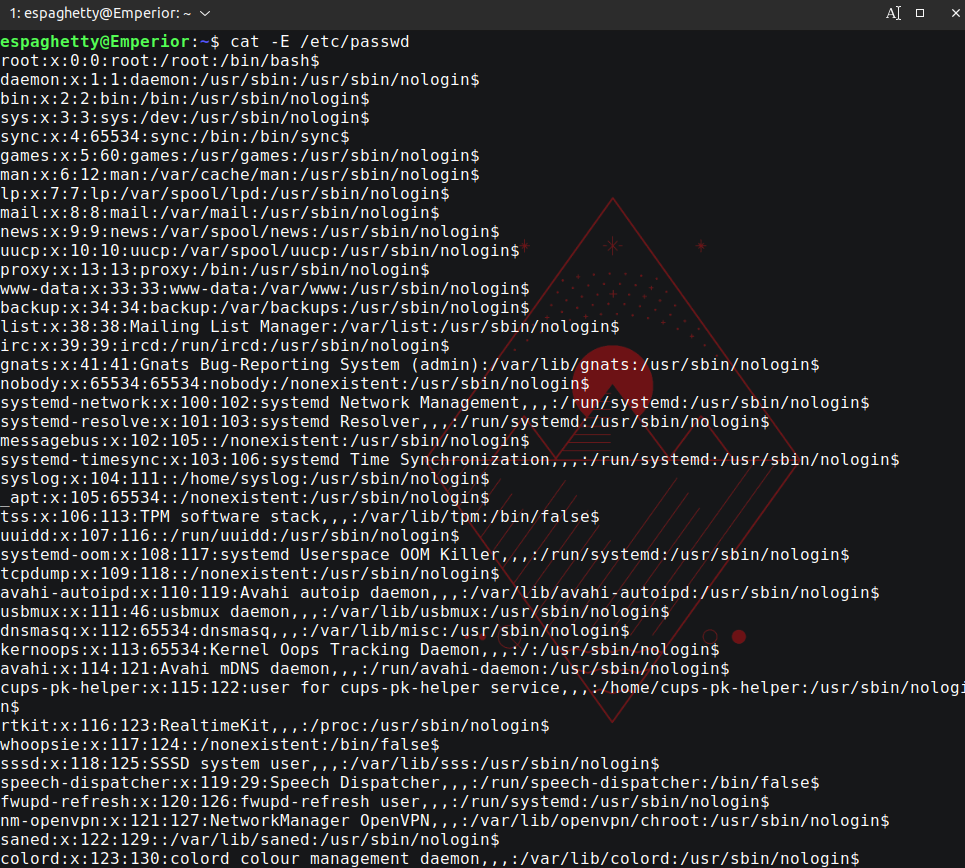 1: espaghetty@Emperior: ~
espaghetty@Emperior:~$ cat -E /etc/passwd
root:x:0:0:root:/root:/bin/bash$
daemon:x:1:1:daemon:/usr/sbin:/usr/sbin/nologin$
bin:x:2:2:bin:/bin:/usr/sbin/nologin$
sys:x:3:3:sys:/dev:/usr/sbin/nologin$
sync:x:4:65534:sync:/bin:/bin/sync$
games:x:5:60:games:/usr/games:/usr/sbin/nologin$
man:x:6:12:man:/var/cache/man:/usr/sbin/nologin$
lp:x:7:7:lp:/var/spool/lpd:/usr/sbin/nologin$
mail:x:8:8:mail:/var/mail:/usr/sbin/nologin$
news:x:9:9:news:/var/spool/news:/usr/sbin/nologin$
uucp:x:10:10:uucp:/var/spool/uucp:/usr/sbin/nologin$
proxy:x:13:13:proxy:/bin:/usr/sbin/nologin$
www-data:x:33:33:www-data:/var/www:/usr/sbin/nologin$
backup:x:34:34:backup:/var/backups:/usr/sbin/nologin$
list:x:38:38:Mailing List Manager:/var/list:/usr/sbin/nologin$
irc:x:39:39:ircd:/run/ircd:/usr/sbin/nologin$
gnats:x:41:41:Gnats Bug-Reporting System (admin):/var/lib/gnats:/usr/sbin/nologin$
nobody:x:65534:65534:nobody:/nonexistent:/usr/sbin/nologin$
systemd-network:x:100:102:systemd Network Management,,,:/run/systemd:/usr/sbin/nologin$
systemd-resolve:x:101:103:systemd Resolver,,,:/run/systemd:/usr/sbin/nologin$
messagebus:x:102:105::/nonexistent:/usr/sbin/nologin$
systemd-timesync:x:103:106:systemd Time Synchronization,,,:/run/systemd:/usr/sbin/nologin$
syslog:x:104:111::/home/syslog:/usr/sbin/nologin$
_apt:x:105:65534::/nonexistent:/usr/sbin/nologin$
tss:x:106:113:TPM software stack,,,:/var/lib/tpm:/bin/false$
uuidd:x:107:116::/run/uuidd:/usr/sbin/nologin$
systemd-oom:x:108:117:systemd Userspace OOM Killer,,,:/run/systemd:/usr/sbin/nologin$
tcpdump:x:109:118::/nonexistent:/usr/sbin/nologin$
avahi-autoipd:x:110:119:Avahi autoip daemon,,,:/var/lib/avahi-autoipd:/usr/sbin/nologin$
usbmux:x:111:46:usbmux daemon,,,:/var/lib/usbmux:/usr/sbin/nologin$
dnsmasq:x:112:65534:dnsmasq,,,:/var/lib/misc:/usr/sbin/nologin$
kernoops:x:113:65534:Kernel Oops Tracking Daemon,,,:/:/usr/sbin/nologin$
avahi:x:114:121:Avahi mDNS daemon,,,:/run/avahi-daemon:/usr/sbin/nologin$
cups-pk-helper:x:115:122:user for cups-pk-helper service,,,:/home/cups-pk-helper:/usr/sbin/nologi
n$
rtkit:x:116:123:RealtimeKit,,,:/proc:/usr/sbin/nologin$
whoopsie:x:117:124::/nonexistent:/bin/false$
sssd:x:118:125:SSSD system user,,,:/var/lib/sss:/usr/sbin/nologin$
speech-dispatcher:x:119:29:Speech Dispatcher,,,:/run/speech-dispatcher:/bin/false$
fwupd-refresh:x:120:126:fwupd-refresh user,,,:/run/systemd:/usr/sbin/nologin$
nm-openvpn:x:121:127:NetworkManager OpenVPN,,,:/var/lib/openvpn/chroot:/usr/sbin/nologin$
saned:x:122:129::/var/lib/saned:/usr/sbin/nologin$
colord:x:123:130:colord colour management daemon,,,:/var/lib/colord:/usr/sbin/nologin$